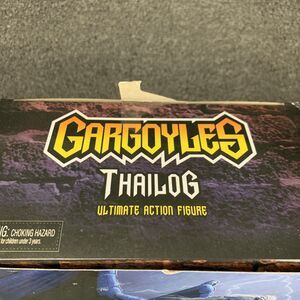 GARGOYLES
THAILOG
ULTIMATE ACTION FIGURE
NG: CHOKING HAZARD
for children under 3 years.